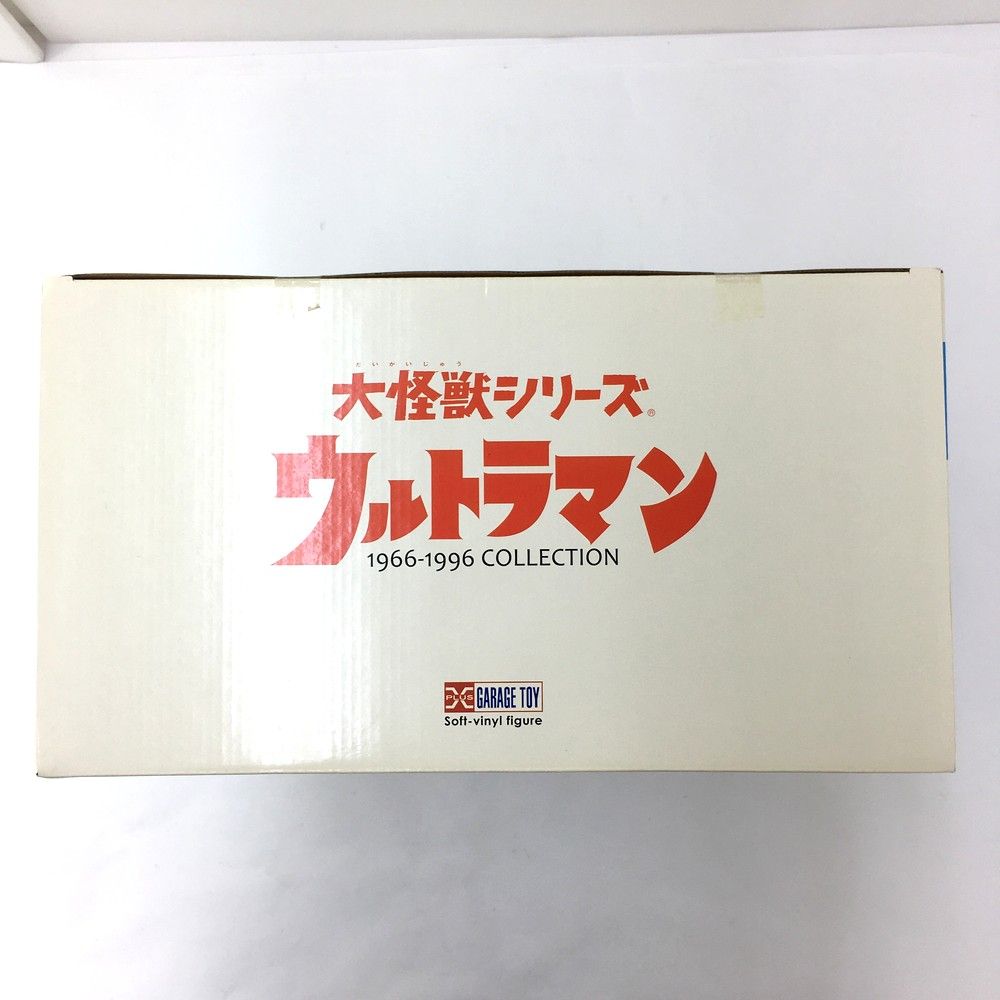 だいかいじゅう
大怪獣シリーズ®
ウルトラマン
1966-1996 COLLECTION
X PLUS GARAGE TOY
Soft-vinyl figure